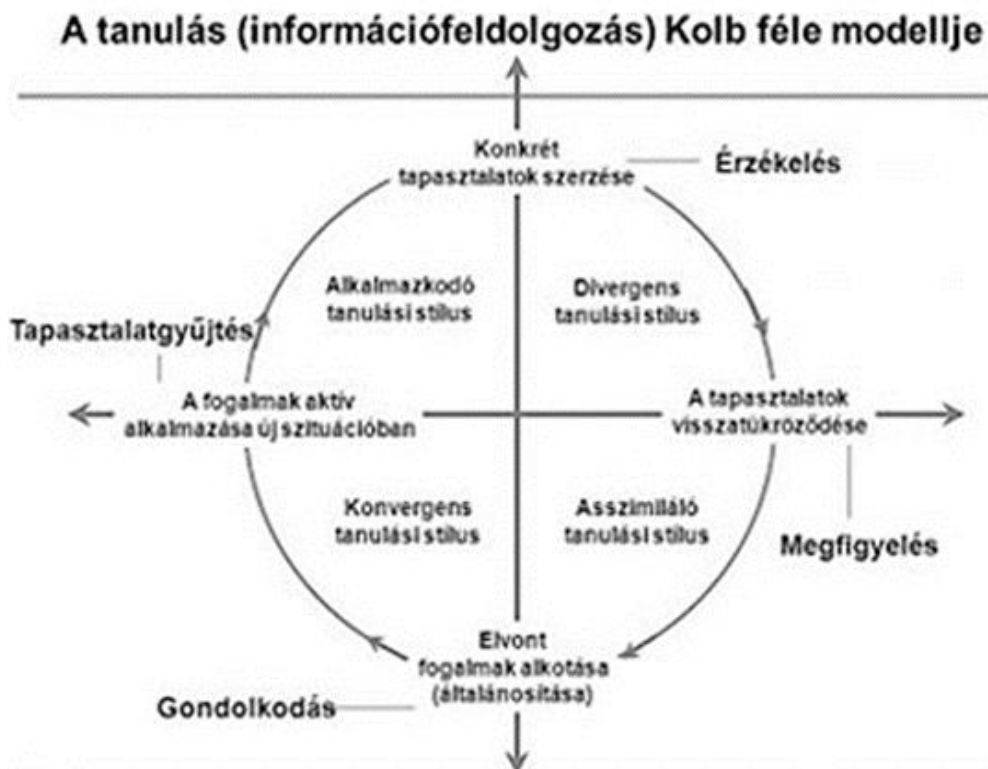 A tanulás (információfeldolgozás) Kolb féle modellje
Konkrét
tapasztalatok szerzése
Érzékelés
Alkalmazkodó
tanulási stílus
Divergens
tanulási stílus
Tapasztalatgyűjtés
A fogalmak aktív
alkalmazása új szituációban
A tapasztalatok
visszatükröződése
Konvergens
tanulási stílus
Asszimiláló
tanulási stílus
Megfigyelés
Elvont
fogalmak alkotása
(általánosítása)
Gondolkodás